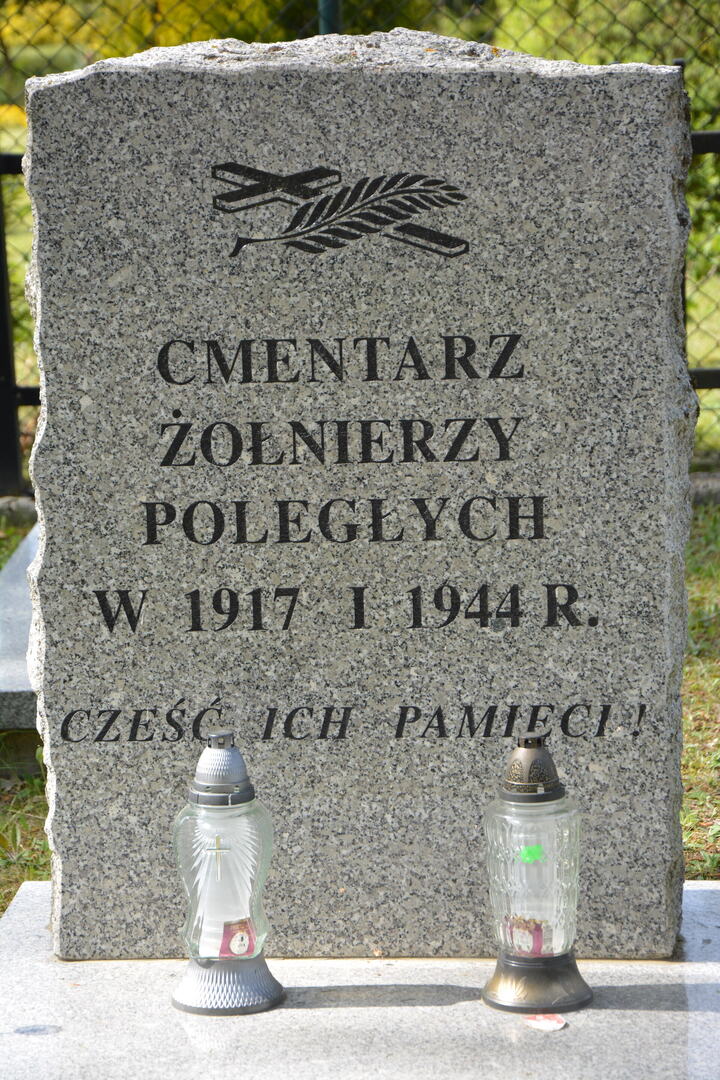 CMENTARZ
ŻOŁNIERZY
POLEGŁYCH
W 1917 I 1944 R.
CZEŚĆ ICH PAMIĘCI!